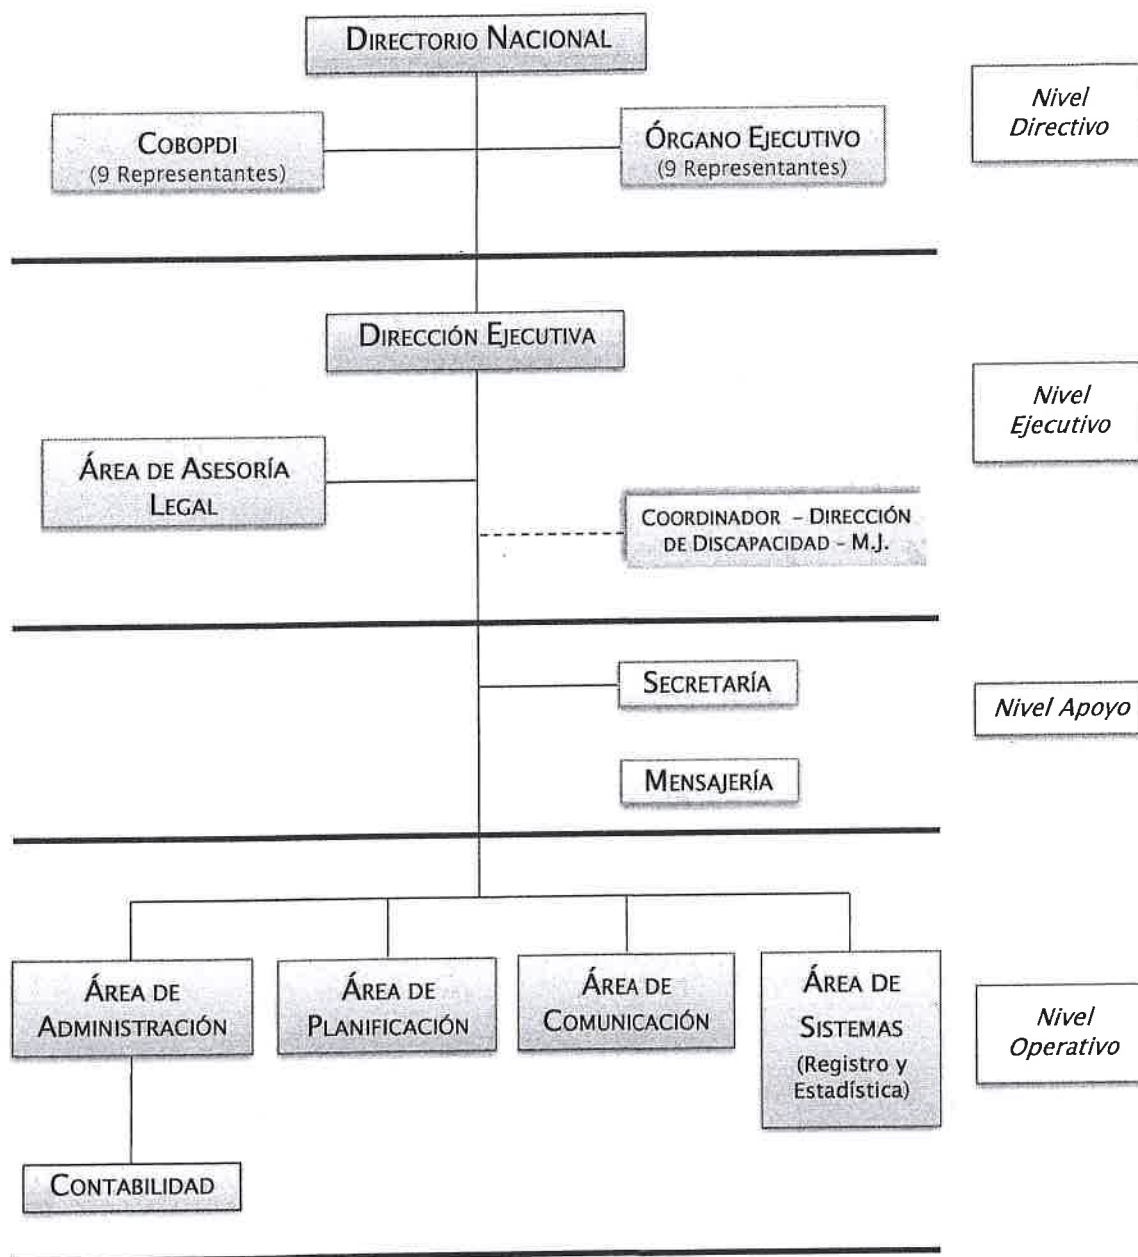 DIRECTORIO NACIONAL
COBOPDI
(9 Representantes)
ÓRGANO EJECUTIVO
(9 Representantes)
Nivel
Directivo
DIRECCIÓN EJECUTIVA
Nivel
Ejecutivo
ÁREA DE ASESORÍA
LEGAL
COORDINADOR – DIRECCIÓN
DE DISCAPACIDAD – M.J.
SECRETARÍA
Nivel Apoyo
MENSAJERÍA
ÁREA DE
ADMINISTRACIÓN
ÁREA DE
PLANIFICACIÓN
ÁREA DE
COMUNICACIÓN
ÁREA DE
SISTEMAS
(Registro y
Estadística)
Nivel
Operativo
CONTABILIDAD